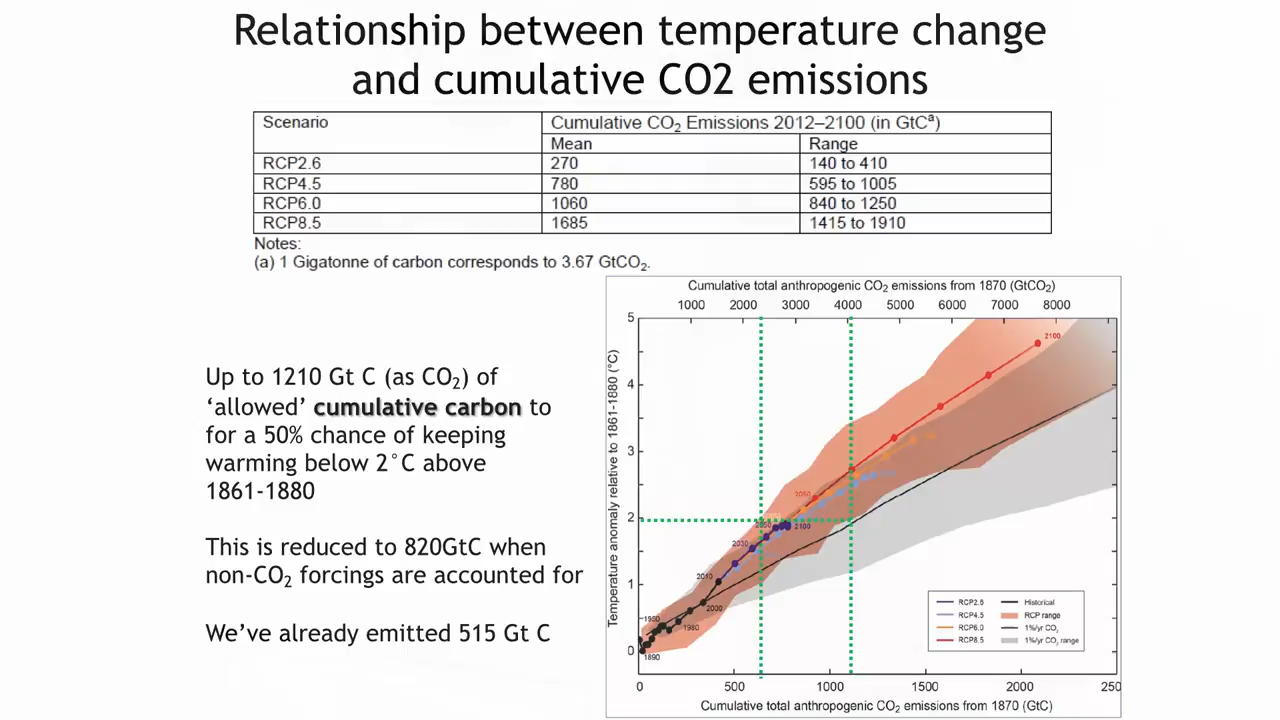 Relationship between temperature change
and cumulative CO2 emissions
Scenario
Cumulative CO₂ Emissions 2012–2100 (in GtCᵃ)
Mean
Range
RCP2.6
270
140 to 410
RCP4.5
780
595 to 1005
RCP6.0
1060
840 to 1250
RCP8.5
1685
1415 to 1910
Notes:
(a) 1 Gigatonne of carbon corresponds to 3.67 GtCO₂.
Up to 1210 Gt C (as CO₂) of
‘allowed’ cumulative carbon to
for a 50% chance of keeping
warming below 2°C above
1861-1880
This is reduced to 820GtC when
non-CO₂ forcings are accounted for
We’ve already emitted 515 Gt C
Cumulative total anthropogenic CO₂ emissions from 1870 (GtCO₂)
1000 2000 3000 4000 5000 6000 7000 8000
Temperature anomaly relative to 1861-1880 (°C)
5
4
3
2
1
0
2100
2050
2050
2100
2030
2010
2000
1950
1980
1890
RCP2.6
RCP4.5
RCP6.0
RCP8.5
Historical
RCP range
1%/yr CO₂
1%/yr CO₂ range
0 500 1000 1500 2000 250
Cumulative total anthropogenic CO₂ emissions from 1870 (GtC)